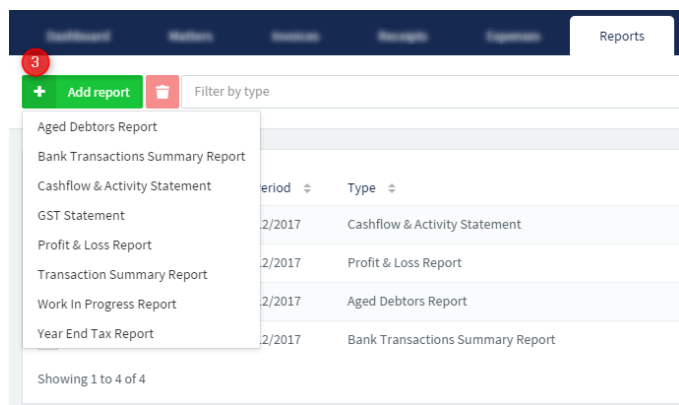 Reports
3
+ Add report
Filter by type
Aged Debtors Report
Bank Transactions Summary Report
Cashflow & Activity Statement
GST Statement
Profit & Loss Report
Transaction Summary Report
Work In Progress Report
Year End Tax Report
eriod Type
2/2017 Cashflow & Activity Statement
2/2017 Profit & Loss Report
2/2017 Aged Debtors Report
2/2017 Bank Transactions Summary Report
Showing 1 to 4 of 4